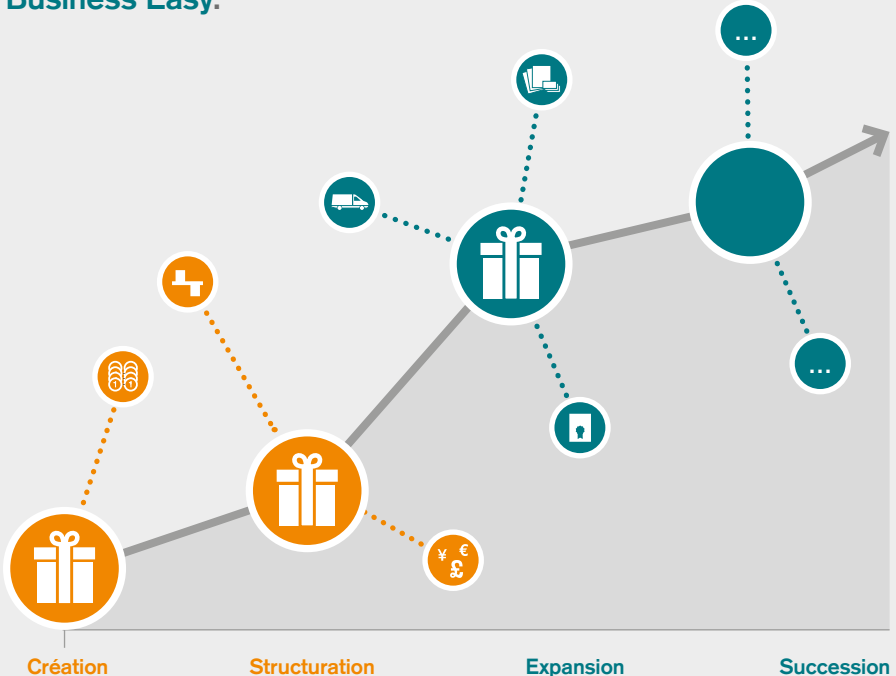 Business Easy.
...
...
¥ €
£
Création Structuration Expansion Succession